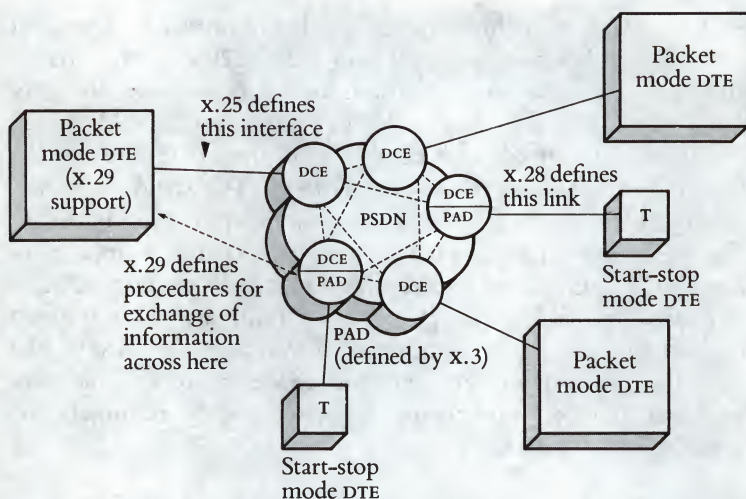 Packet
mode DTE
x.25 defines
this interface
Packet
mode DTE
(x.29
support)
DCE
DCE
DCE
PAD
x.28 defines
this link
PSDN
T
Start-stop
mode DTE
DCE
PAD
DCE
x.29 defines
procedures for
exchange of
information
across here
PAD
(defined by x.3)
Packet
mode DTE
T
Start-stop
mode DTE